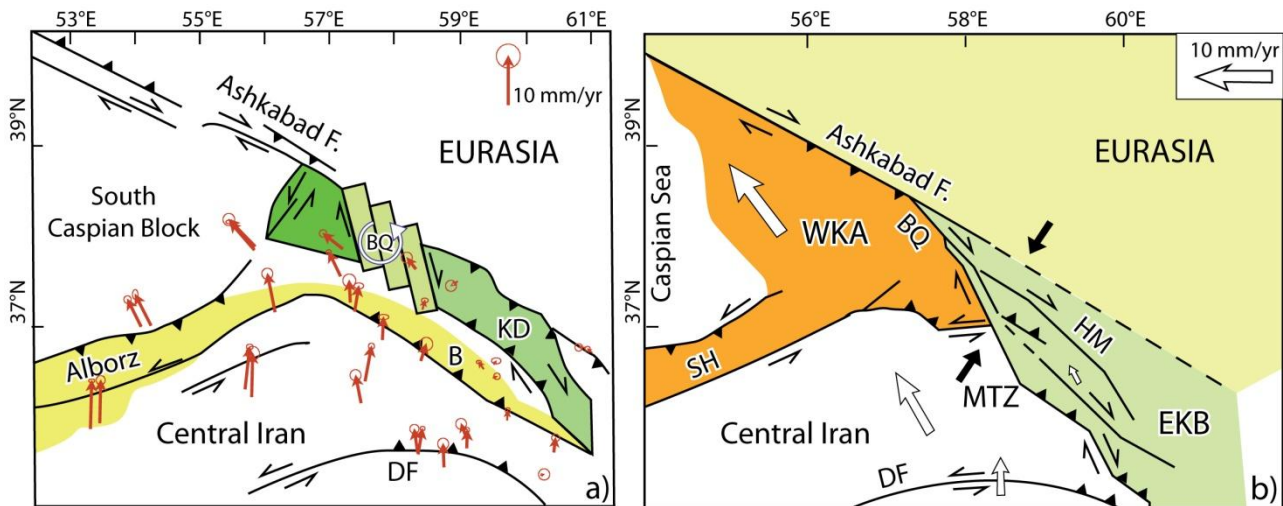 53°E 55°E 57°E 59°E 61°E
39°N
37°N
Ashkabad F.
10 mm/yr
EURASIA
South
Caspian Block
BQ
KD
Alborz
B
Central Iran
DF
a)
56°E 58°E 60°E
39°N
37°N
10 mm/yr
Ashkabad F.
EURASIA
Caspian Sea
WKA
BQ
HM
SH
MTZ
EKB
Central Iran
DF
b)